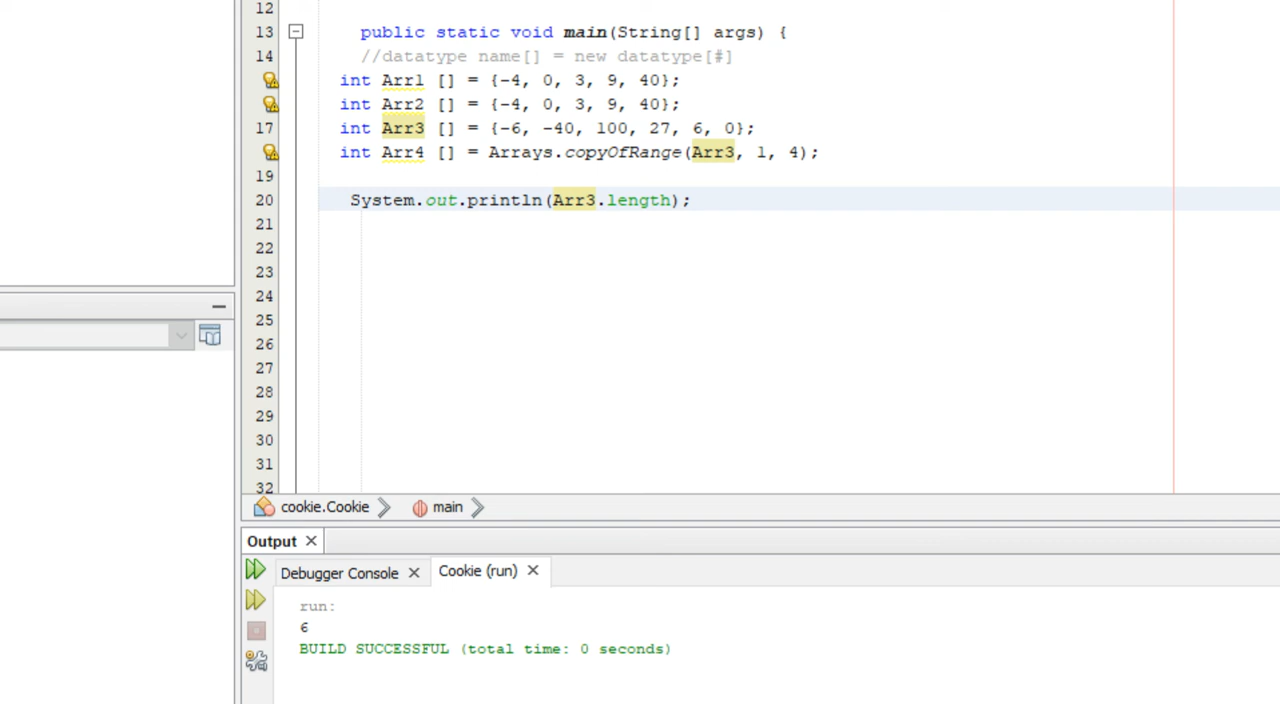 12
13 public static void main(String[] args) {
14 //datatype name[] = new datatype[#]
int Arr1 [] = {-4, 0, 3, 9, 40};
int Arr2 [] = {-4, 0, 3, 9, 40};
17 int Arr3 [] = {-6, -40, 100, 27, 6, 0};
int Arr4 [] = Arrays.copyOfRange(Arr3, 1, 4);
19
20 System.out.println(Arr3.length);
21
22
23
24
25
26
27
28
29
30
31
32
cookie.Cookie main
Output
Debugger Console Cookie (run)
run:
6
BUILD SUCCESSFUL (total time: 0 seconds)